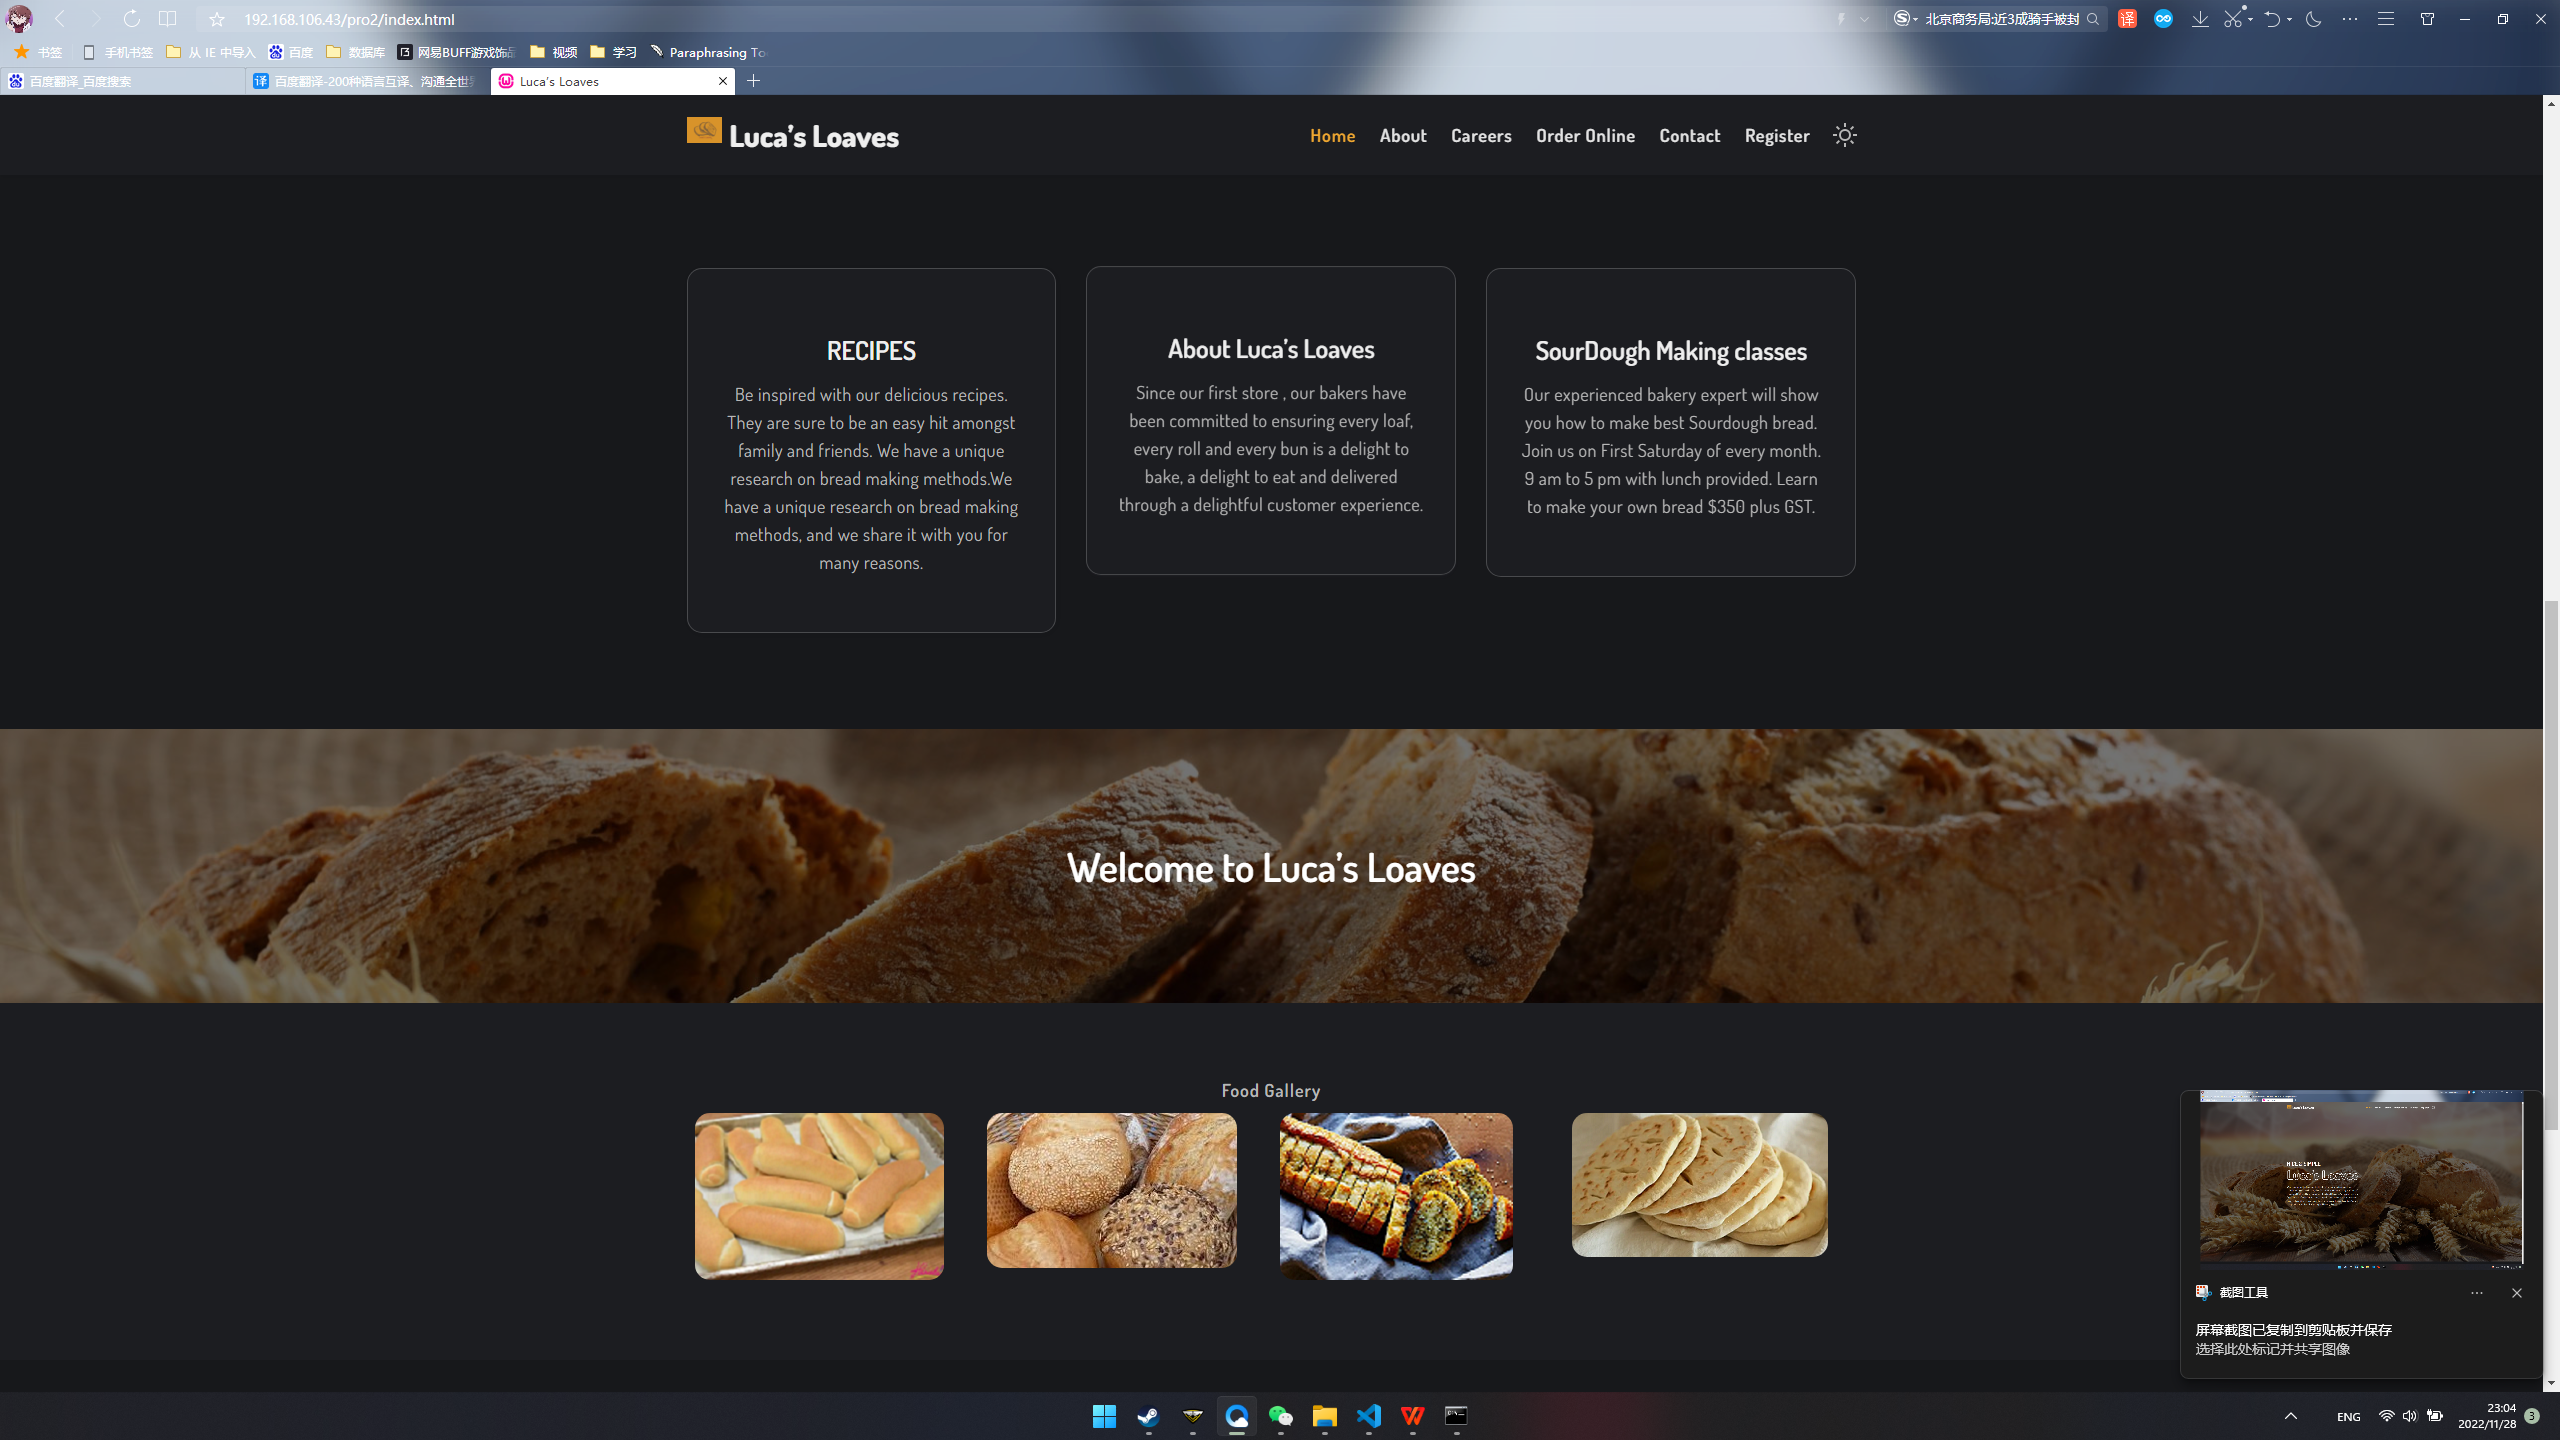 192.168.106.43/pro2/index.html
北京商务局:近3成骑手被封
译
书签
手机书签
从 IE 中导入
百度
数据库
网易BUFF游戏饰品
视频
学习
Paraphrasing To
百度翻译_百度搜索
译
百度翻译-200种语言互译、沟通全世界
Luca's Loaves
Luca's Loaves
Home
About
Careers
Order Online
Contact
Register
RECIPES
Be inspired with our delicious recipes.
They are sure to be an easy hit amongst
family and friends. We have a unique
research on bread making methods.We
have a unique research on bread making
methods, and we share it with you for
many reasons.
About Luca's Loaves
Since our first store , our bakers have
been committed to ensuring every loaf,
every roll and every bun is a delight to
bake, a delight to eat and delivered
through a delightful customer experience.
SourDough Making classes
Our experienced bakery expert will show
you how to make best Sourdough bread.
Join us on First Saturday of every month.
9 am to 5 pm with lunch provided. Learn
to make your own bread $350 plus GST.
Welcome to Luca's Loaves
Food Gallery
Luca's Loaves
截图工具
屏幕截图已复制到剪贴板并保存
选择此处标记并共享图像
ENG
23:04
2022/11/28
3